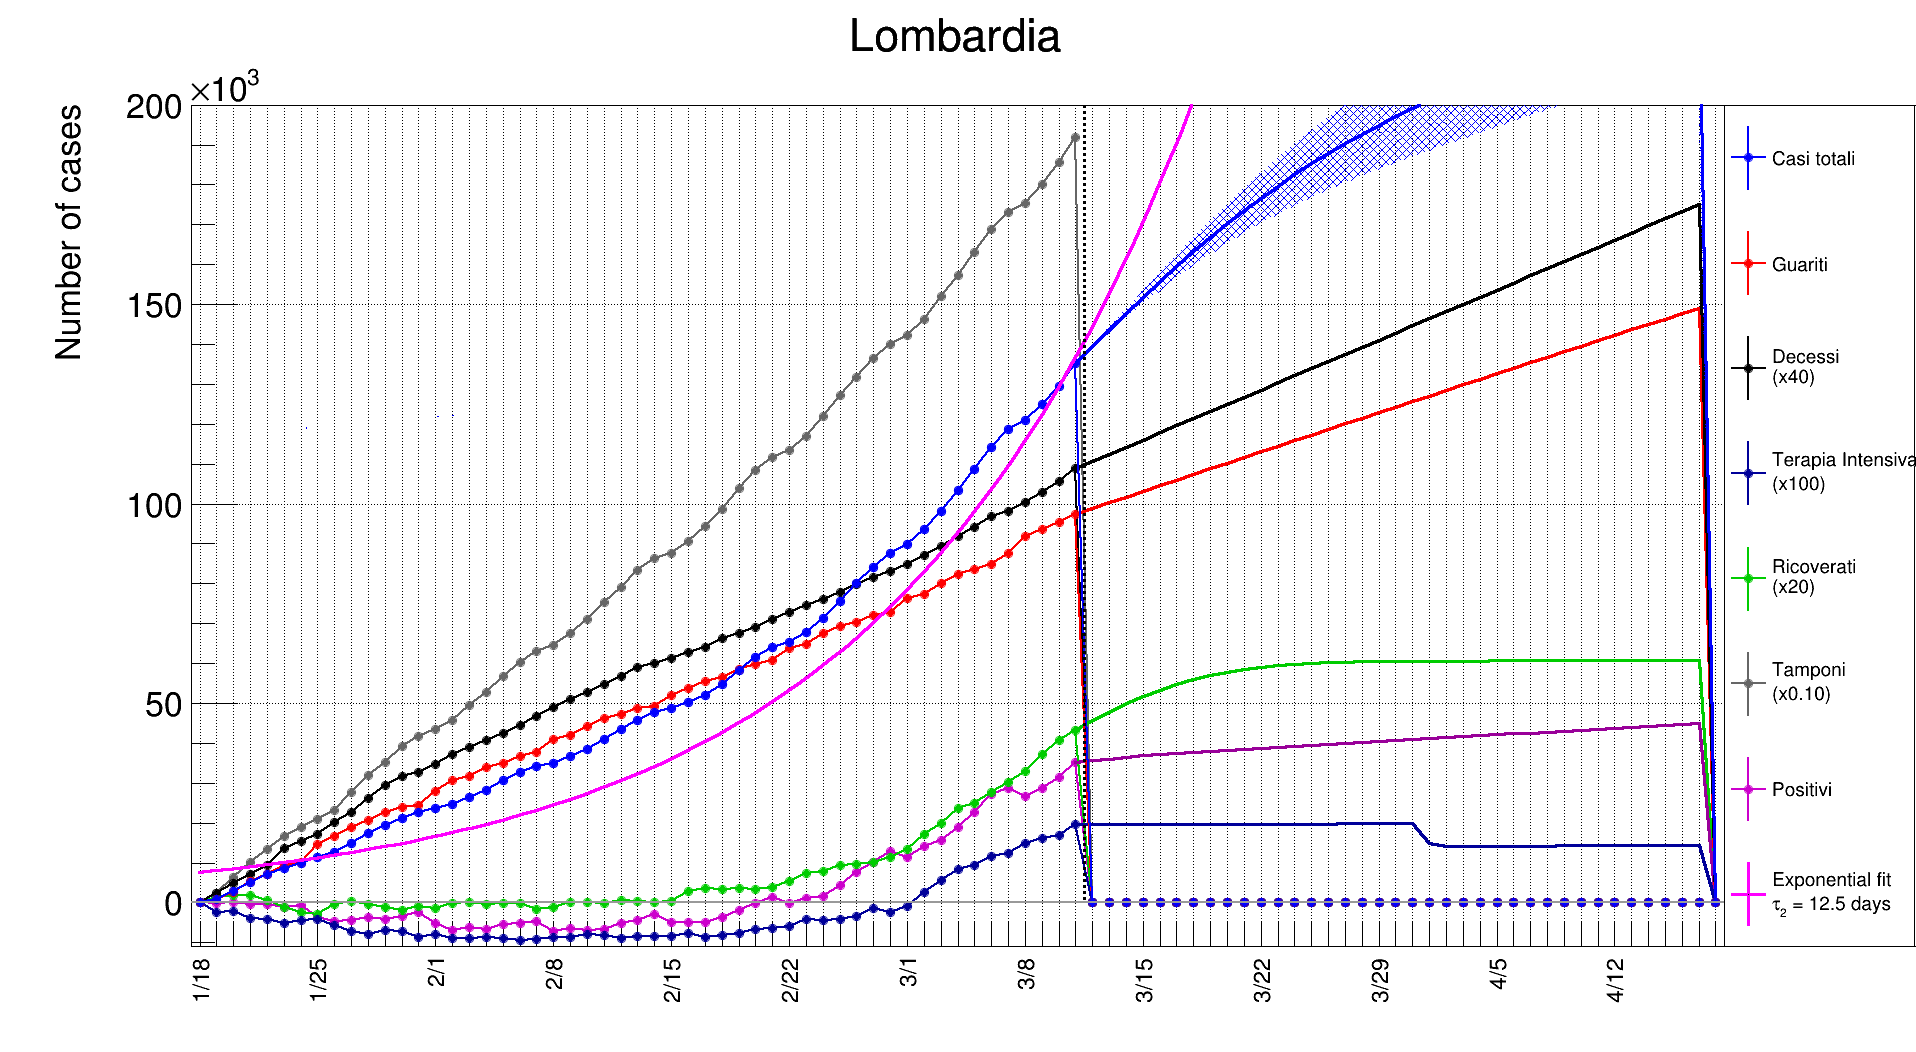 Lombardia
×10³
Number of cases
200
150
100
50
0
1/18
1/25
2/1
2/8
2/15
2/22
3/1
3/8
3/15
3/22
3/29
4/5
4/12
Casi totali
Guariti
Decessi
(x40)
Terapia Intensiva
(x100)
Ricoverati
(x20)
Tamponi
(x0.10)
Positivi
Exponential fit
τ₂ = 12.5 days